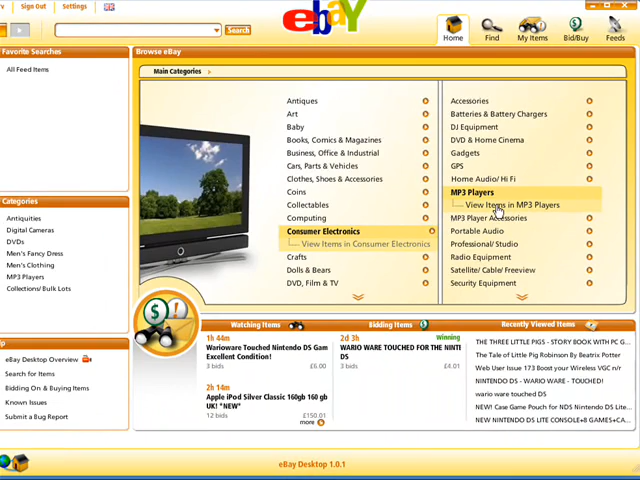 Sign Out Settings
ebaY
Search
Home Find My Items Bid/Buy Feeds
Favorite Searches
All Feed Items
Categories
Antiquities
Digital Cameras
DVDs
Men's Fancy Dress
Men's Clothing
MP3 Players
Collections/ Bulk Lots
eBay Desktop Overview
Search for Items
Bidding On & Buying Items
Known Issues
Submit a Bug Report
Browse eBay
Main Categories
Antiques
Art
Baby
Books, Comics & Magazines
Business, Office & Industrial
Cars, Parts & Vehicles
Clothes, Shoes & Accessories
Coins
Collectables
Computing
Consumer Electronics
View Items in Consumer Electronics
Crafts
Dolls & Bears
DVD, Film & TV
Accessories
Batteries & Battery Chargers
DJ Equipment
DVD & Home Cinema
Gadgets
GPS
Home Audio/ Hi Fi
MP3 Players
View Items in MP3 Players
MP3 Player Accessories
Portable Audio
Professional/ Studio
Radio Equipment
Satellite/ Cable/ Freeview
Security Equipment
Watching Items
1h 44m
Warioware Touched Nintendo DS Gam
Excellent Condition!
3 bids £6.00
2h 14m
Apple iPod Silver Classic 160gb 160 gb
UK! *NEW*
12 bids £150.01
more
Bidding Items
2d 3h Winning
WARIO WARE TOUCHED FOR THE NINTE
DS
3 bids £4.01
Recently Viewed Items
THE THREE LITTLE PIGS - STORY BOOK WITH PC G...
The Tale of Little Pig Robinson By Beatrix Potter
Web User Issue 173 Boost your Wireless VGC n/r
NINTENDO DS - WARIO WARE - TOUCHED!
wario ware touched DS
NEW! Case Game Pouch for NDS Nintendo DS Lite...
NEW NINTENDO DS LITE CONSOLE+8 GAMES+CA...
eBay Desktop 1.0.1